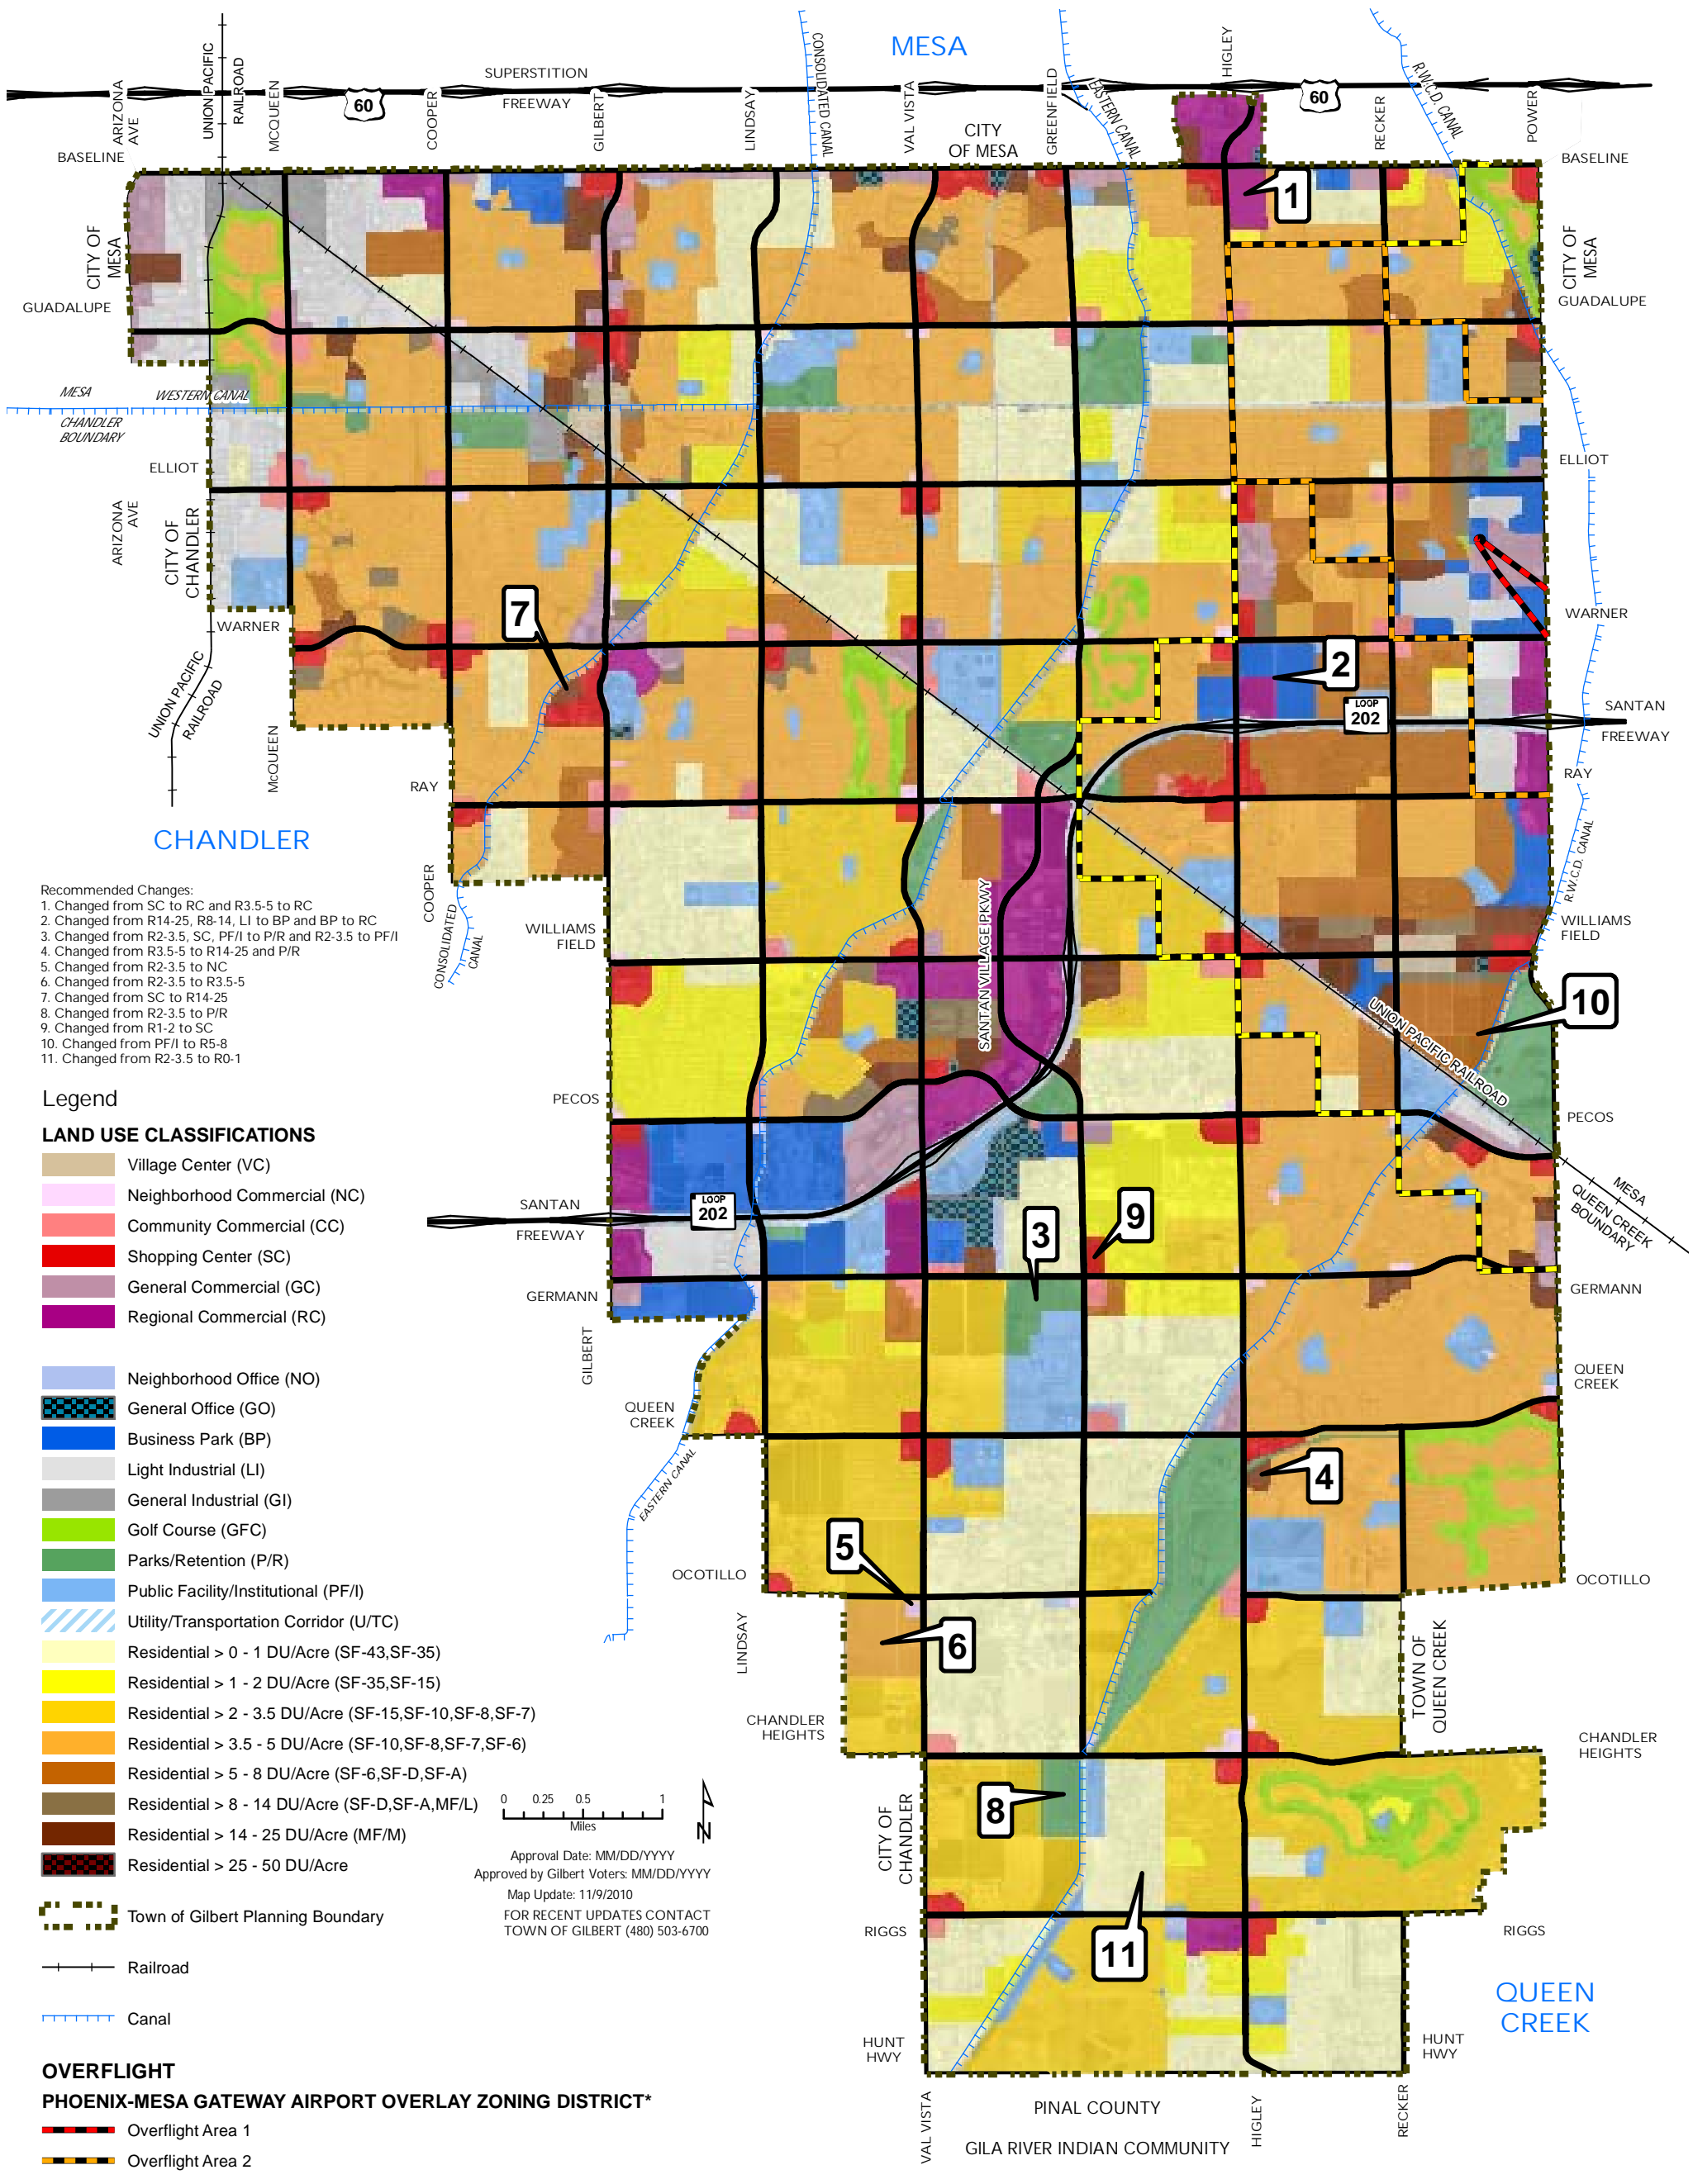 MESA
SUPERSTITION
FREEWAY
60
60
ARIZONA
AVE
UNION PACIFIC
RAILROAD
MCQUEEN
COOPER
GILBERT
LINDSAY
CONSOLIDATED CANAL
VAL VISTA
CITY
OF MESA
GREENFIELD
EASTERN CANAL
HIGLEY
RECKER
R.W.C.D. CANAL
POWER
BASELINE
BASELINE
1
CITY OF
MESA
CITY OF
MESA
GUADALUPE
GUADALUPE
MESA
WESTERN CANAL
CHANDLER
BOUNDARY
ELLIOT
ELLIOT
ARIZONA
AVE
CITY OF
CHANDLER
7
WARNER
WARNER
2
UNION PACIFIC
RAILROAD
LOOP
202
SANTAN
FREEWAY
McQUEEN
RAY
RAY
CHANDLER
R.W.C.D. CANAL
COOPER
CONSOLIDATED
CANAL
SANTAN VILLAGE PKWY
WILLIAMS
FIELD
WILLIAMS
FIELD
Recommended Changes:
1. Changed from SC to RC and R3.5-5 to RC
2. Changed from R14-25, R8-14, LI to BP and BP to RC
3. Changed from R2-3.5, SC, PF/I to P/R and R2-3.5 to PF/I
4. Changed from R3.5-5 to R14-25 and P/R
5. Changed from R2-3.5 to NC
6. Changed from R2-3.5 to R3.5-5
7. Changed from SC to R14-25
8. Changed from R2-3.5 to P/R
9. Changed from R1-2 to SC
10. Changed from PF/I to R5-8
11. Changed from R2-3.5 to R0-1
10
UNION PACIFIC RAILROAD
PECOS
PECOS
MESA
QUEEN CREEK
BOUNDARY
SANTAN
FREEWAY
LOOP
202
3
9
GERMANN
GERMANN
GILBERT
QUEEN
CREEK
QUEEN
CREEK
EASTERN CANAL
4
5
OCOTILLO
OCOTILLO
LINDSAY
6
TOWN OF
QUEEN CREEK
CHANDLER
HEIGHTS
CHANDLER
HEIGHTS
8
CITY OF
CHANDLER
RIGGS
RIGGS
11
QUEEN
CREEK
HUNT
HWY
HUNT
HWY
VAL VISTA
PINAL COUNTY
GILA RIVER INDIAN COMMUNITY
HIGLEY
RECKER
Legend
LAND USE CLASSIFICATIONS
Village Center (VC)
Neighborhood Commercial (NC)
Community Commercial (CC)
Shopping Center (SC)
General Commercial (GC)
Regional Commercial (RC)
Neighborhood Office (NO)
General Office (GO)
Business Park (BP)
Light Industrial (LI)
General Industrial (GI)
Golf Course (GFC)
Parks/Retention (P/R)
Public Facility/Institutional (PF/I)
Utility/Transportation Corridor (U/TC)
Residential > 0 - 1 DU/Acre (SF-43,SF-35)
Residential > 1 - 2 DU/Acre (SF-35,SF-15)
Residential > 2 - 3.5 DU/Acre (SF-15,SF-10,SF-8,SF-7)
Residential > 3.5 - 5 DU/Acre (SF-10,SF-8,SF-7,SF-6)
Residential > 5 - 8 DU/Acre (SF-6,SF-D,SF-A)
Residential > 8 - 14 DU/Acre (SF-D,SF-A,MF/L)
Residential > 14 - 25 DU/Acre (MF/M)
Residential > 25 - 50 DU/Acre
Town of Gilbert Planning Boundary
Railroad
Canal
OVERFLIGHT
PHOENIX-MESA GATEWAY AIRPORT OVERLAY ZONING DISTRICT*
Overflight Area 1
Overflight Area 2
0 0.25 0.5 1
Miles
N
Approval Date: MM/DD/YYYY
Approved by Gilbert Voters: MM/DD/YYYY
Map Update: 11/9/2010
FOR RECENT UPDATES CONTACT
TOWN OF GILBERT (480) 503-6700